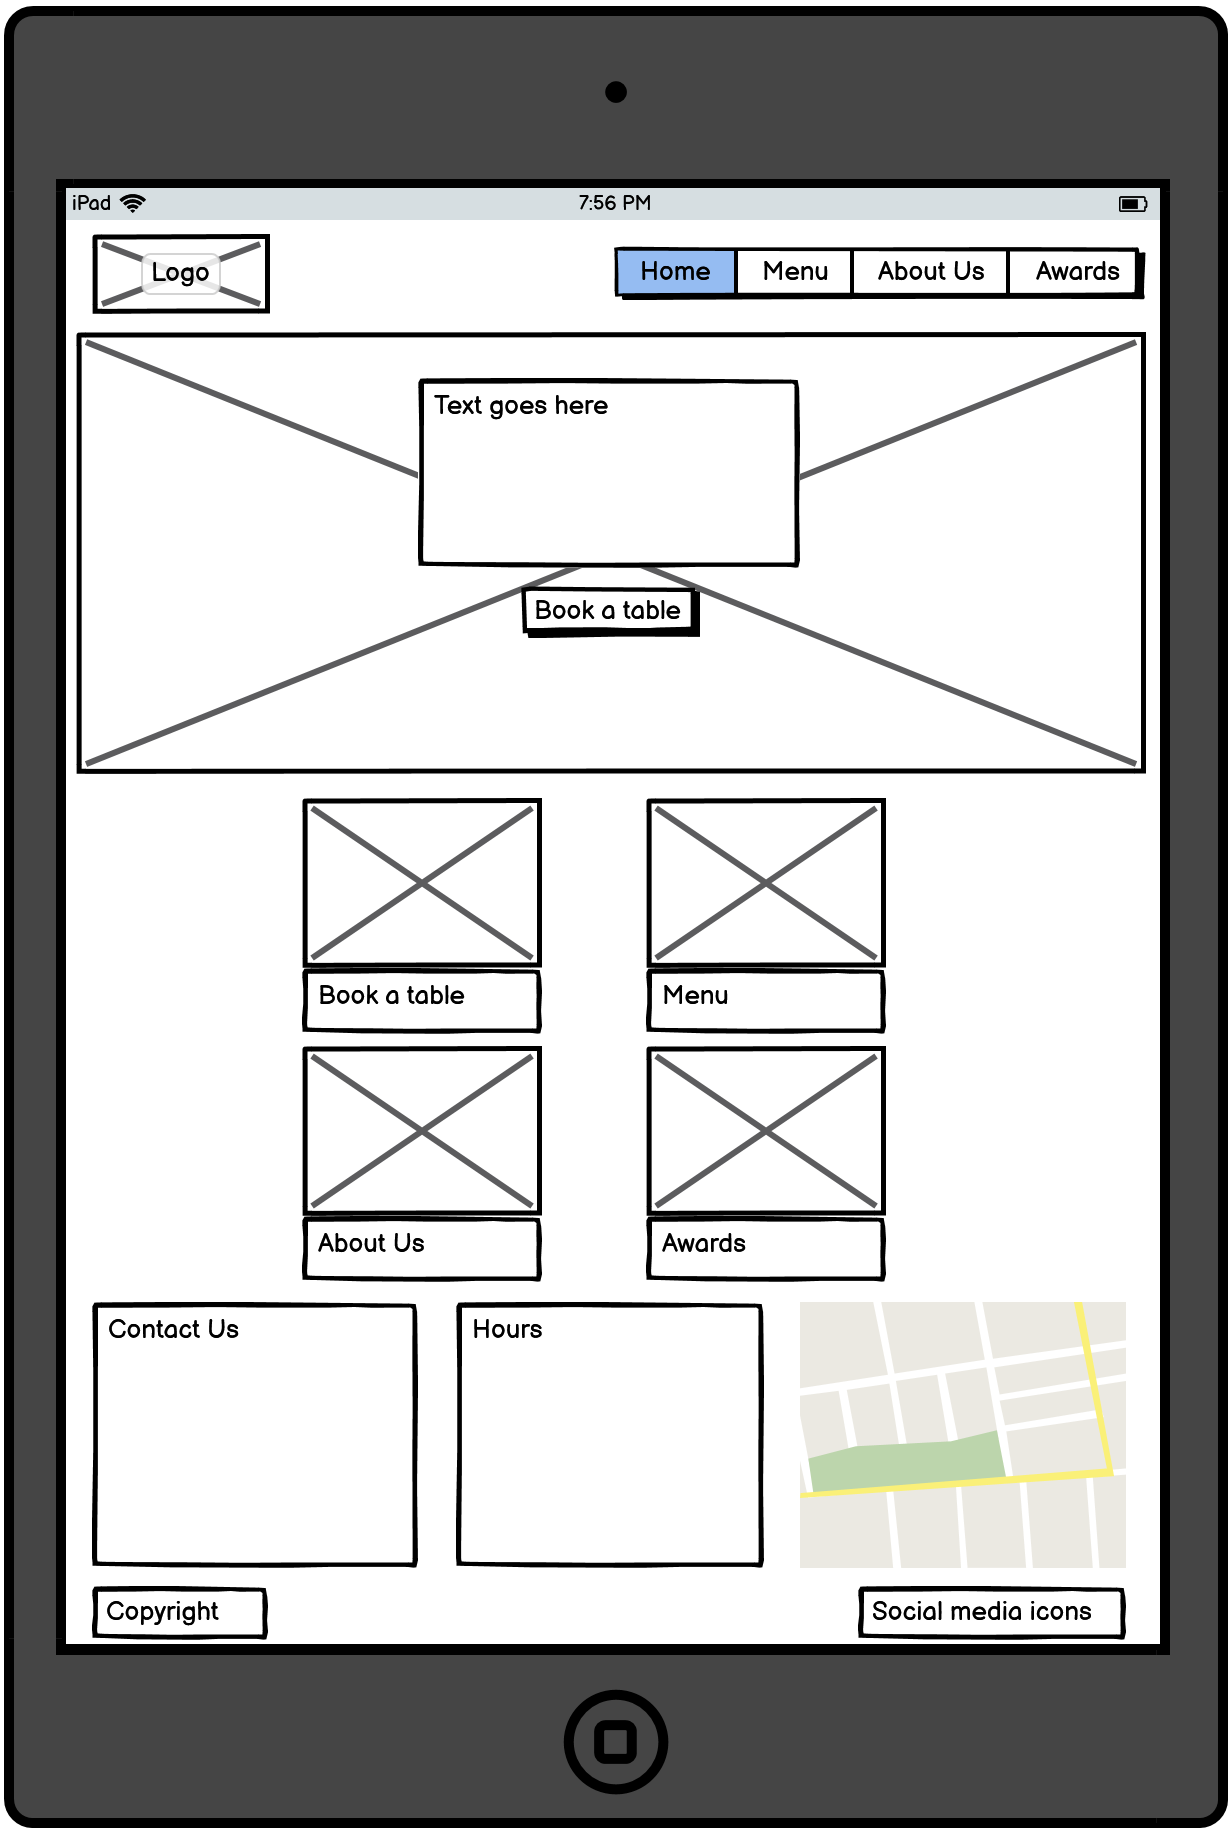 iPad
7:56 PM
Logo
Home
Menu
About Us
Awards
Text goes here
Book a table
Book a table
Menu
About Us
Awards
Contact Us
Hours
Copyright
Social media icons